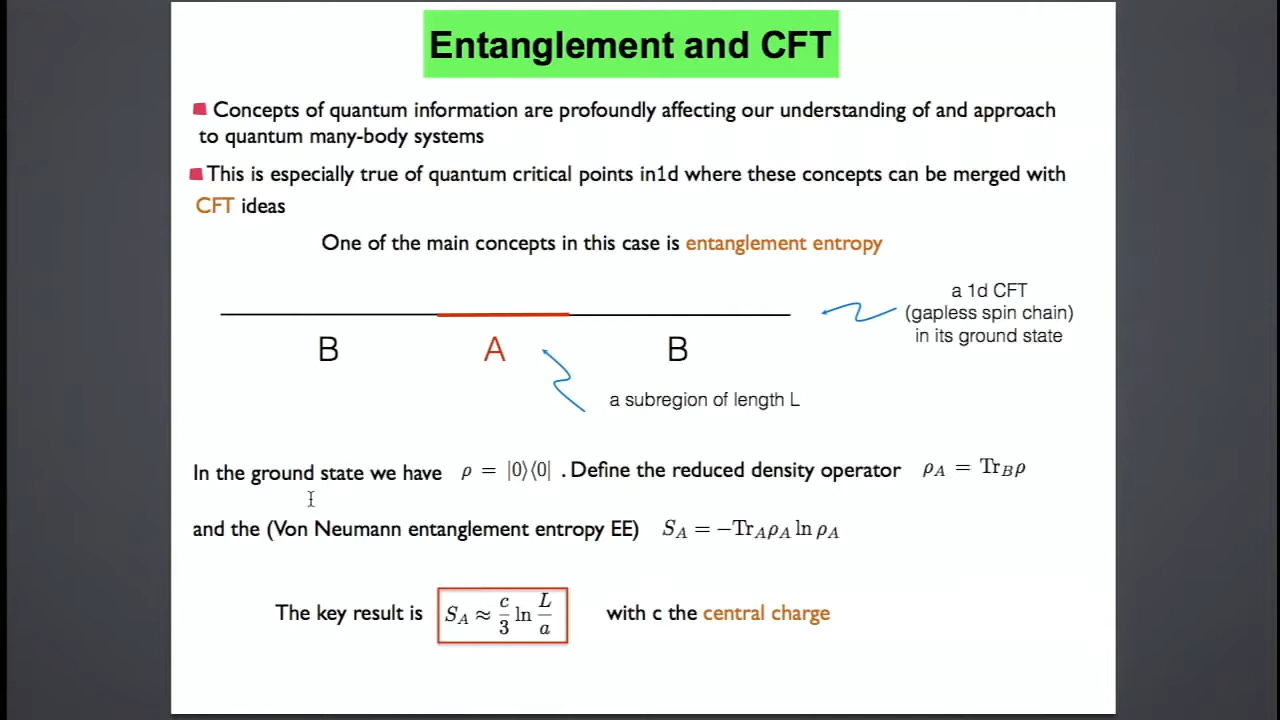 Entanglement and CFT
Concepts of quantum information are profoundly affecting our understanding of and approach
to quantum many-body systems
This is especially true of quantum critical points in1d where these concepts can be merged with
CFT ideas
One of the main concepts in this case is entanglement entropy
a 1d CFT
(gapless spin chain)
in its ground state
B A B
a subregion of length L
In the ground state we have ρ = |0⟩⟨0| . Define the reduced density operator ρ_A = Tr_B ρ
and the (Von Neumann entanglement entropy EE) S_A = −Tr_A ρ_A ln ρ_A
The key result is S_A ≈ c/3 ln L/a with c the central charge